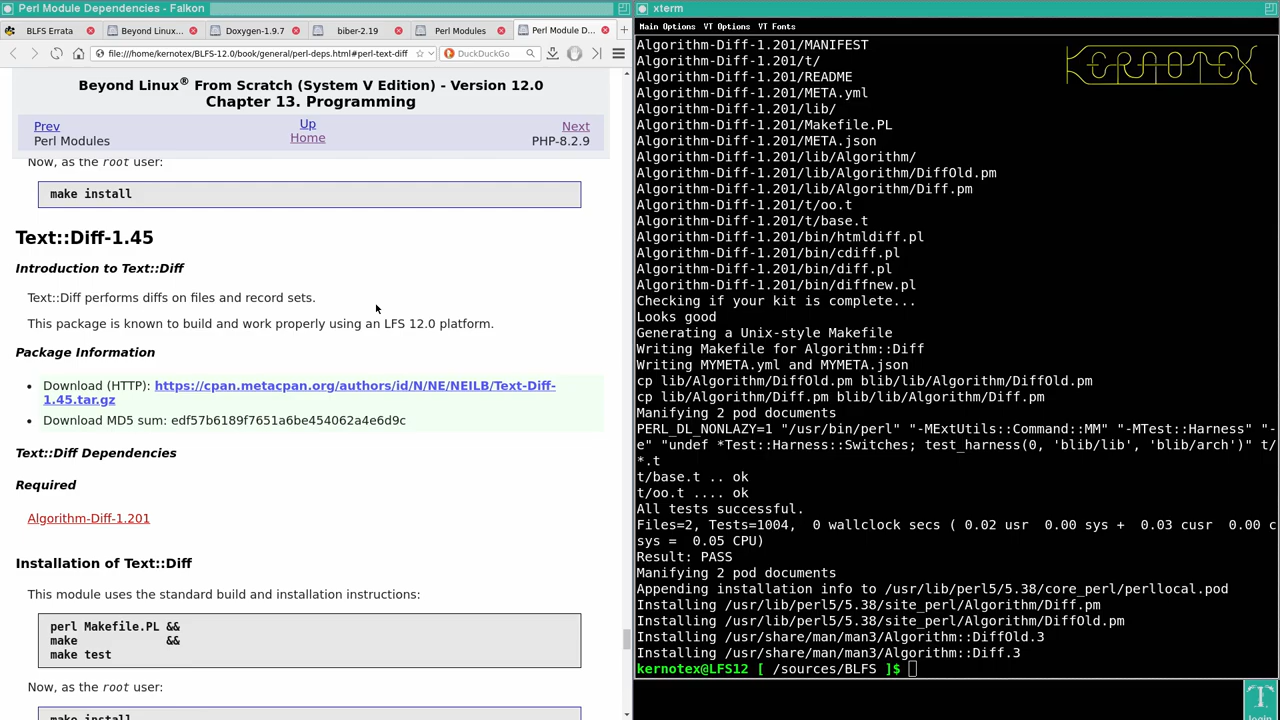 Perl Module Dependencies - Falkon
BLFS Errata
Beyond Linux...
Doxygen-1.9.7
biber-2.19
Perl Modules
Perl Module D...
file:///home/kernotex/BLFS-12.0/book/general/perl-deps.html#perl-text-diff
DuckDuckGo
Beyond Linux® From Scratch (System V Edition) - Version 12.0
Chapter 13. Programming
Prev
Up
Next
Perl Modules
Home
PHP-8.2.9
Now, as the root user:
make install
Text::Diff-1.45
Introduction to Text::Diff
Text::Diff performs diffs on files and record sets.
This package is known to build and work properly using an LFS 12.0 platform.
Package Information
• Download (HTTP): https://cpan.metacpan.org/authors/id/N/NE/NEILB/Text-Diff-
1.45.tar.gz
• Download MD5 sum: edf57b6189f7651a6be454062a4e6d9c
Text::Diff Dependencies
Required
Algorithm-Diff-1.201
Installation of Text::Diff
This module uses the standard build and installation instructions:
perl Makefile.PL &&
make             &&
make test
Now, as the root user:
make install
xterm
Main Options VT Options VT Fonts
KERNOTEX
Algorithm-Diff-1.201/MANIFEST
Algorithm-Diff-1.201/t/
Algorithm-Diff-1.201/README
Algorithm-Diff-1.201/META.yml
Algorithm-Diff-1.201/lib/
Algorithm-Diff-1.201/Makefile.PL
Algorithm-Diff-1.201/META.json
Algorithm-Diff-1.201/lib/Algorithm/
Algorithm-Diff-1.201/lib/Algorithm/DiffOld.pm
Algorithm-Diff-1.201/lib/Algorithm/Diff.pm
Algorithm-Diff-1.201/t/oo.t
Algorithm-Diff-1.201/t/base.t
Algorithm-Diff-1.201/bin/htmldiff.pl
Algorithm-Diff-1.201/bin/cdiff.pl
Algorithm-Diff-1.201/bin/diff.pl
Algorithm-Diff-1.201/bin/diffnew.pl
Checking if your kit is complete...
Looks good
Generating a Unix-style Makefile
Writing Makefile for Algorithm::Diff
Writing MYMETA.yml and MYMETA.json
cp lib/Algorithm/DiffOld.pm blib/lib/Algorithm/DiffOld.pm
cp lib/Algorithm/Diff.pm blib/lib/Algorithm/Diff.pm
Manifying 2 pod documents
PERL_DL_NONLAZY=1 "/usr/bin/perl" "-MExtUtils::Command::MM" "-MTest::Harness" "-
e" "undef *Test::Harness::Switches; test_harness(0, 'blib/lib', 'blib/arch')" t/
*.t
t/base.t .. ok
t/oo.t .... ok
All tests successful.
Files=2, Tests=1004,  0 wallclock secs ( 0.02 usr  0.00 sys +  0.03 cusr  0.00 c
sys =  0.05 CPU)
Result: PASS
Manifying 2 pod documents
Appending installation info to /usr/lib/perl5/5.38/core_perl/perllocal.pod
Installing /usr/lib/perl5/5.38/site_perl/Algorithm/Diff.pm
Installing /usr/lib/perl5/5.38/site_perl/Algorithm/DiffOld.pm
Installing /usr/share/man/man3/Algorithm::DiffOld.3
Installing /usr/share/man/man3/Algorithm::Diff.3
kernotex@LFS12 [ /sources/BLFS ]$
login